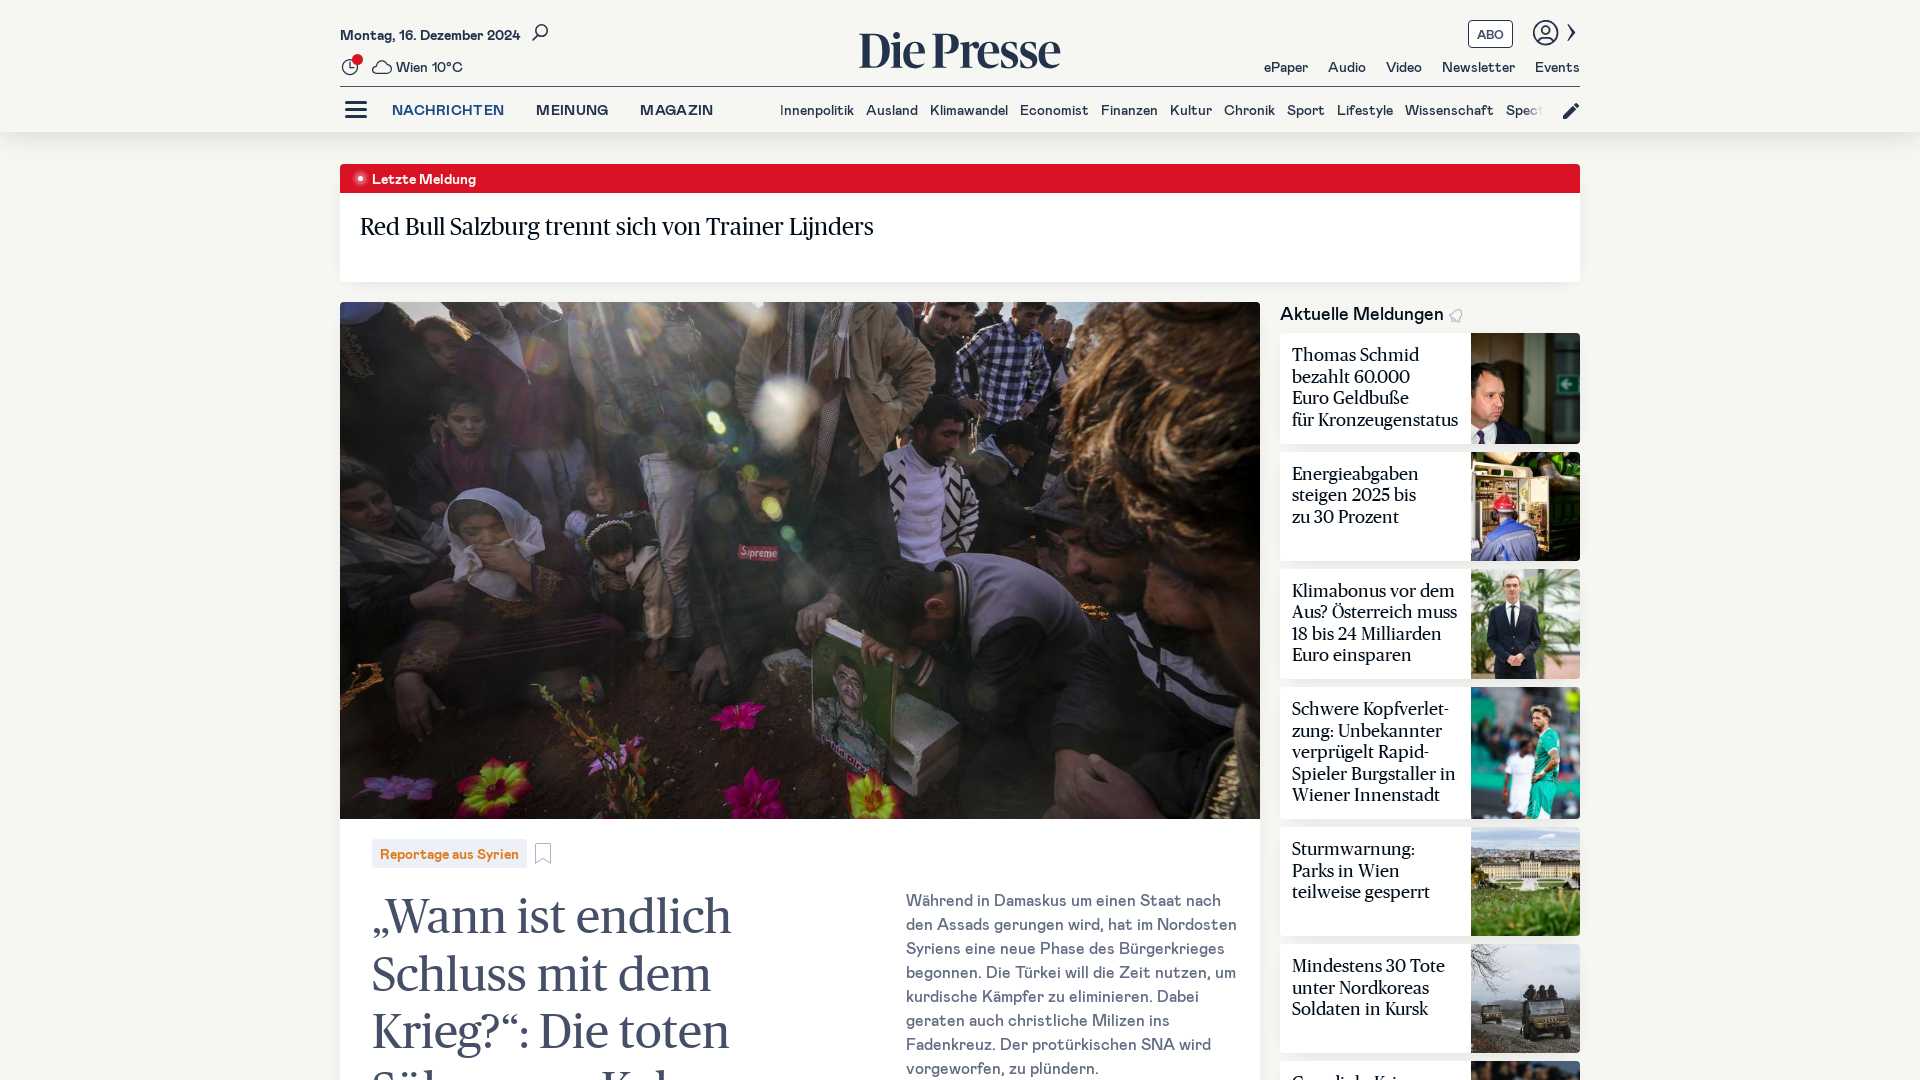 Montag, 16. Dezember 2024
Die Presse
ABO
Wien 10°C
ePaper Audio Video Newsletter Events
NACHRICHTEN MEINUNG MAGAZIN
Innenpolitik Ausland Klimawandel Economist Finanzen Kultur Chronik Sport Lifestyle Wissenschaft
Letzte Meldung
Red Bull Salzburg trennt sich von Trainer Lijnders
Sipreme
Reportage aus Syrien
„Wann ist endlich
Schluss mit dem
Krieg?“: Die toten
Während in Damaskus um einen Staat nach
den Assads gerungen wird, hat im Nordosten
Syriens eine neue Phase des Bürgerkrieges
begonnen. Die Türkei will die Zeit nutzen, um
kurdische Kämpfer zu eliminieren. Dabei
geraten auch christliche Milizen ins
Fadenkreuz. Der protürkischen SNA wird
vorgeworfen, zu plündern.
Aktuelle Meldungen
Thomas Schmid
bezahlt 60.000
Euro Geldbuße
für Kronzeugenstatus
Energieabgaben
steigen 2025 bis
zu 30 Prozent
Klimabonus vor dem
Aus? Österreich muss
18 bis 24 Milliarden
Euro einsparen
Schwere Kopfverlet-
zung: Unbekannter
verprügelt Rapid-
Spieler Burgstaller in
Wiener Innenstadt
Sturmwarnung:
Parks in Wien
teilweise gesperrt
Mindestens 30 Tote
unter Nordkoreas
Soldaten in Kursk